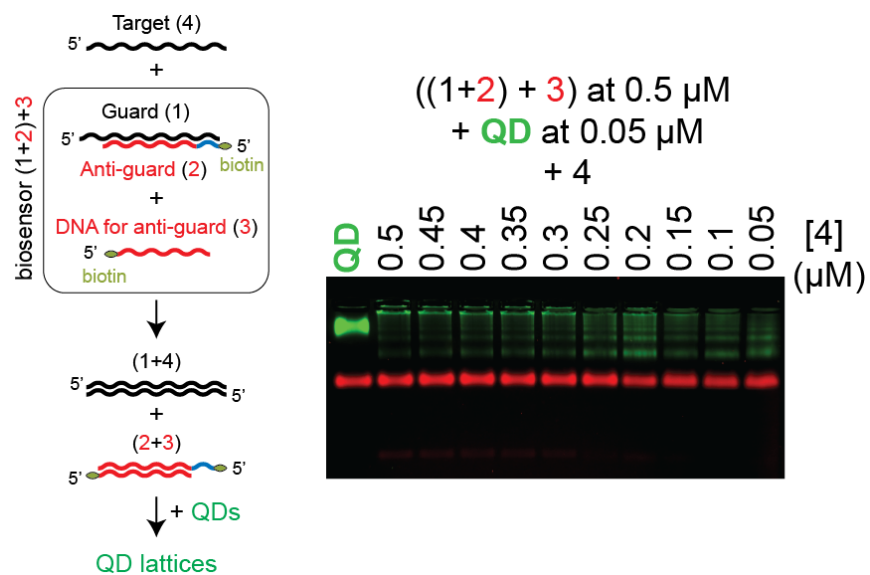 Target (4)
5’
+
biosensor (1+2)+3
Guard (1)
5’
5’
biotin
Anti-guard (2)
+
DNA for anti-guard (3)
5’
biotin
(1+4)
5’
5’
+
(2+3)
5’
5’
+ QDs
QD lattices
((1+2) + 3) at 0.5 µM
+ QD at 0.05 µM
+ 4
QD 0.5 0.45 0.4 0.35 0.3 0.25 0.2 0.15 0.1 0.05 [4]
(µM)